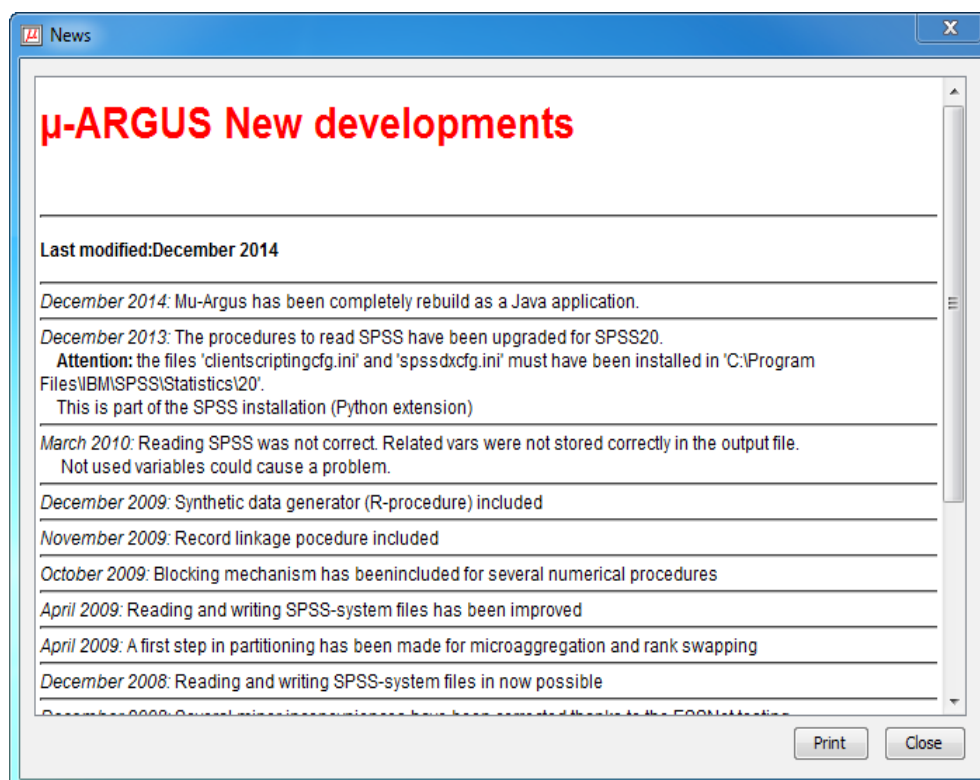 μ News
x
μ-ARGUS New developments
Last modified:December 2014
December 2014: Mu-Argus has been completely rebuild as a Java application.
December 2013: The procedures to read SPSS have been upgraded for SPSS20.
Attention: the files 'clientscriptingcfg.ini' and 'spssdxcfg.ini' must have been installed in 'C:\Program
Files\IBM\SPSS\Statistics\20'.
This is part of the SPSS installation (Python extension)
March 2010: Reading SPSS was not correct. Related vars were not stored correctly in the output file.
Not used variables could cause a problem.
December 2009: Synthetic data generator (R-procedure) included
November 2009: Record linkage pocedure included
October 2009: Blocking mechanism has beenincluded for several numerical procedures
April 2009: Reading and writing SPSS-system files has been improved
April 2009: A first step in partitioning has been made for microaggregation and rank swapping
December 2008: Reading and writing SPSS-system files in now possible
Print Close